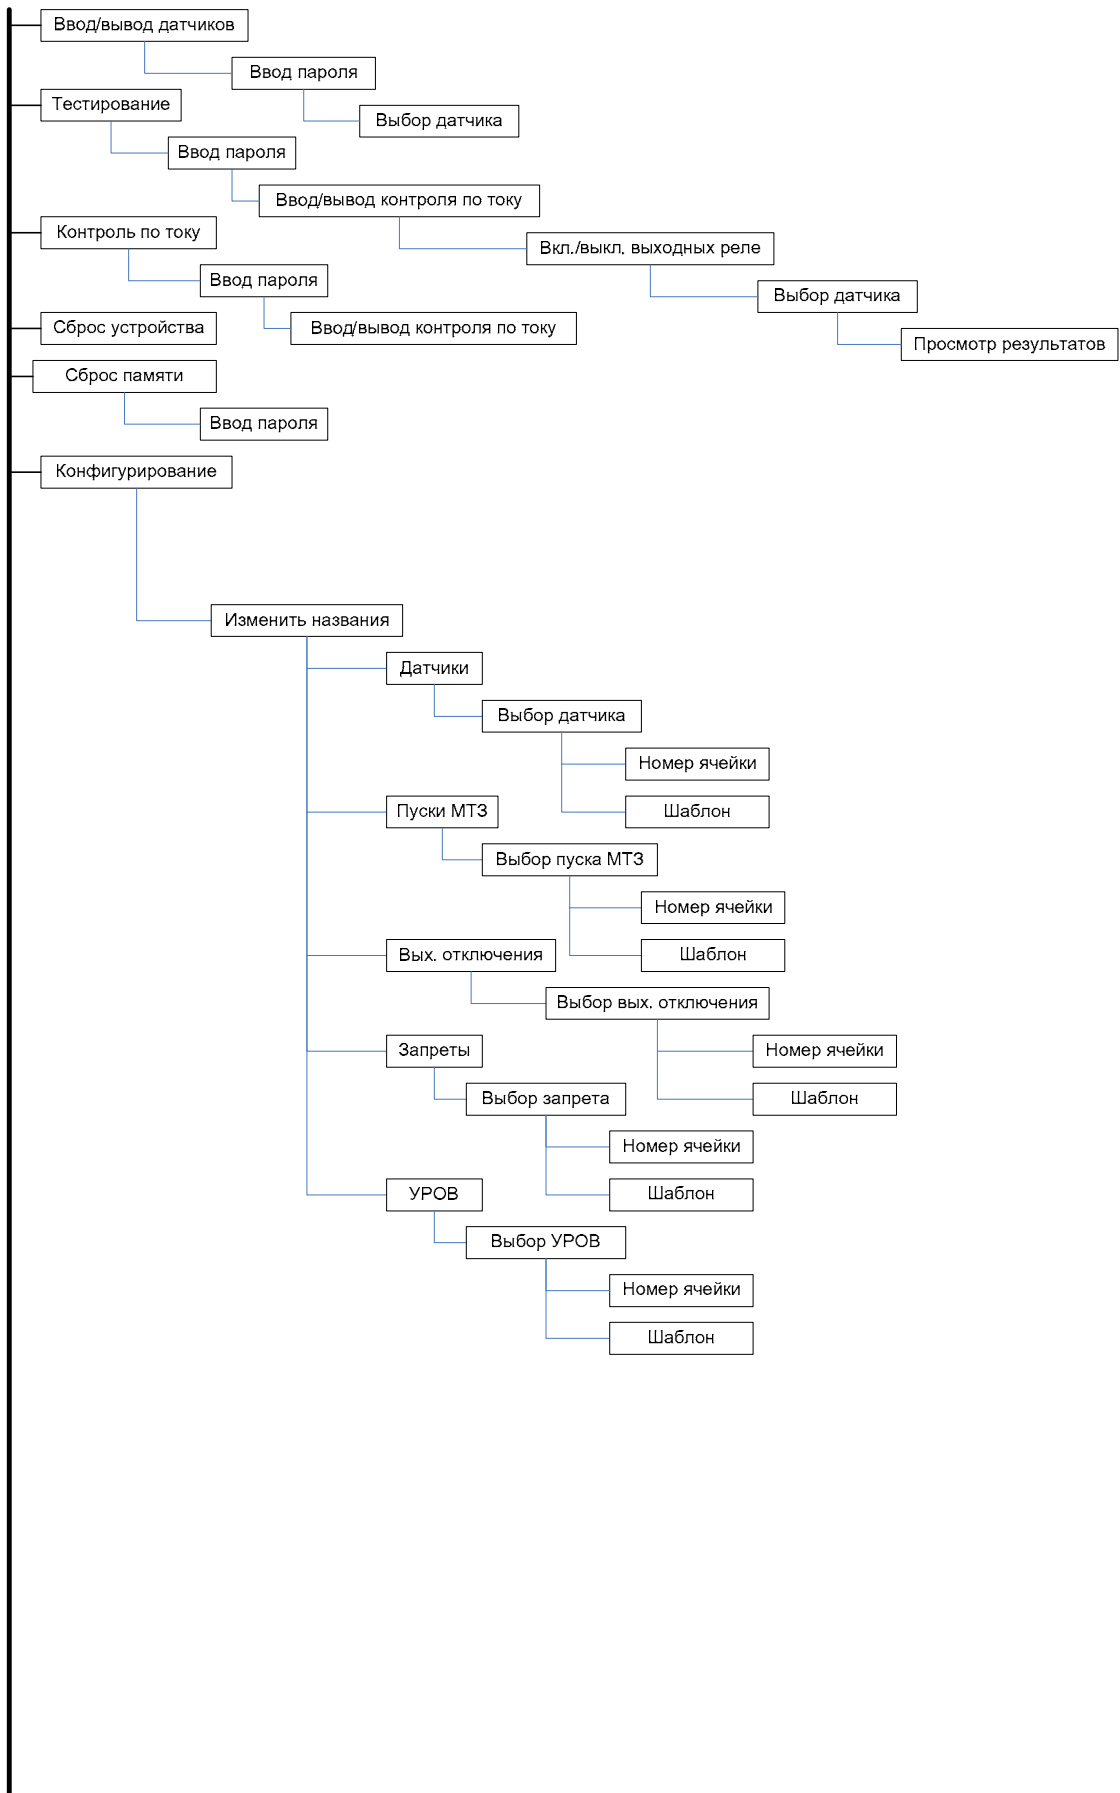 Ввод/вывод датчиков
Ввод пароля
Тестирование
Выбор датчика
Ввод пароля
Ввод/вывод контроля по току
Контроль по току
Вкл./выкл. выходных реле
Ввод пароля
Выбор датчика
Сброс устройства
Ввод/вывод контроля по току
Просмотр результатов
Сброс памяти
Ввод пароля
Конфигурирование
Изменить названия
Датчики
Выбор датчика
Номер ячейки
Шаблон
Пуски МТЗ
Выбор пуска МТЗ
Номер ячейки
Шаблон
Вых. отключения
Выбор вых. отключения
Номер ячейки
Запреты
Шаблон
Выбор запрета
Номер ячейки
Шаблон
УРОВ
Выбор УРОВ
Номер ячейки
Шаблон